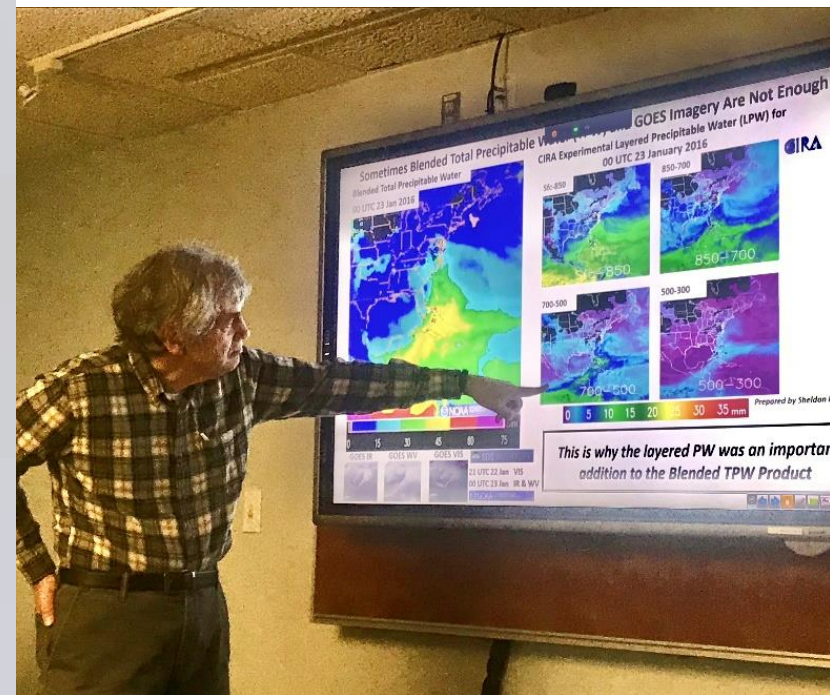 Sometimes Blended Total Precipitable GOES Imagery Are Not Enough
Blended Total Precipitable Water
00 UTC 23 Jan 2016
CIRA Experimental Layered Precipitable Water (LPW) for
00 UTC 23 January 2016
CIRA
Sfc-850
850-700
850
850-700
700-500
500-300
700-500
500-300
NOAA
0 5 10 15 20 30 35 mm
Prepared by Sheldon
0 15 30 45 60 75
GOES IR GOES WV GOES VIS
21 UTC 22 Jan VIS
00 UTC 23 Jan IR & WV
This is why the layered PW was an
addition to the Blended TPW Product